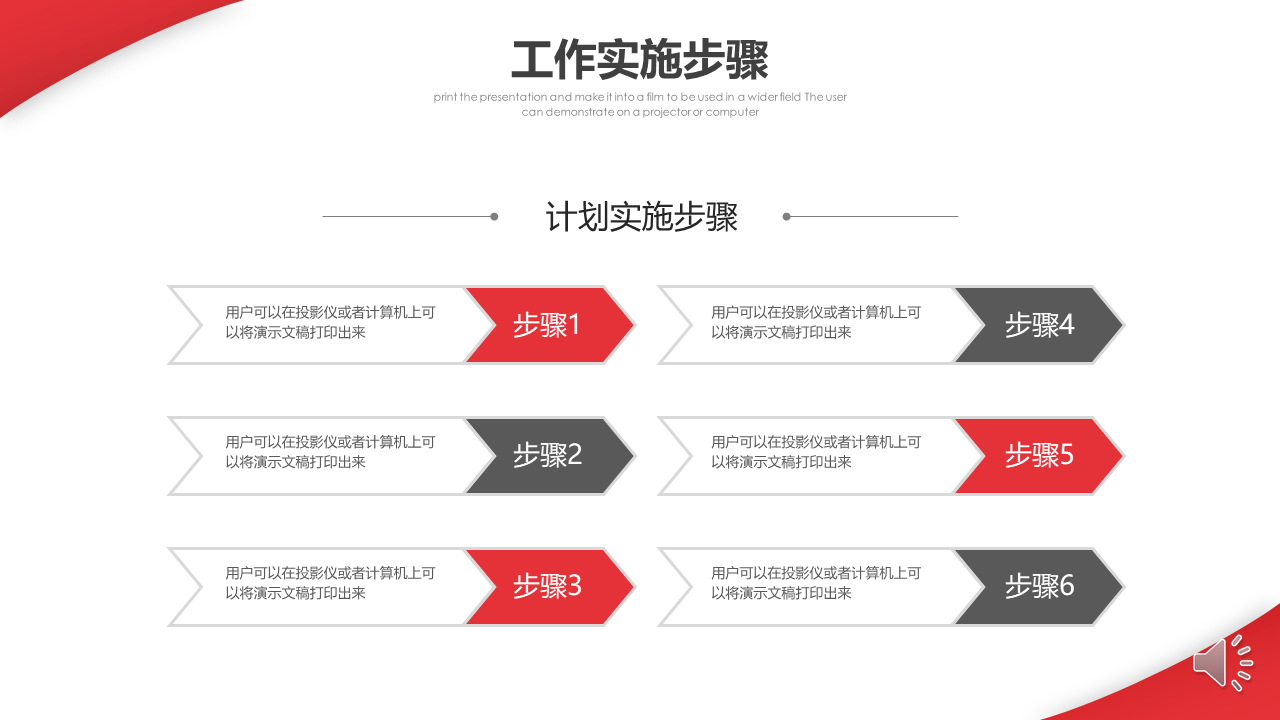 工作实施步骤
print the presentation and make it into a film to be used in a wider field The user
can demonstrate on a projector or computer
计划实施步骤
用户可以在投影仪或者计算机上可
以将演示文稿打印出来
步骤1
用户可以在投影仪或者计算机上可
以将演示文稿打印出来
步骤4
用户可以在投影仪或者计算机上可
以将演示文稿打印出来
步骤2
用户可以在投影仪或者计算机上可
以将演示文稿打印出来
步骤5
用户可以在投影仪或者计算机上可
以将演示文稿打印出来
步骤3
用户可以在投影仪或者计算机上可
以将演示文稿打印出来
步骤6